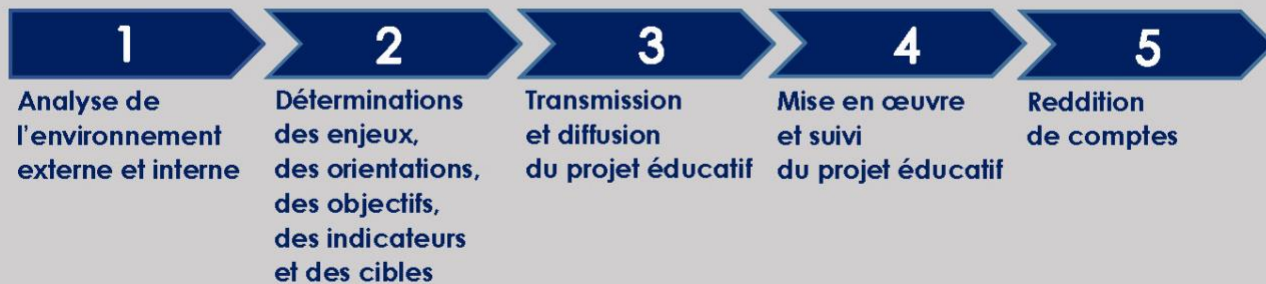 1
Analyse de
l'environnement
externe et interne
2
Déterminations
des enjeux,
des orientations,
des objectifs,
des indicateurs
et des cibles
3
Transmission
et diffusion
du projet éducatif
4
Mise en œuvre
et suivi
du projet éducatif
5
Reddition
de comptes